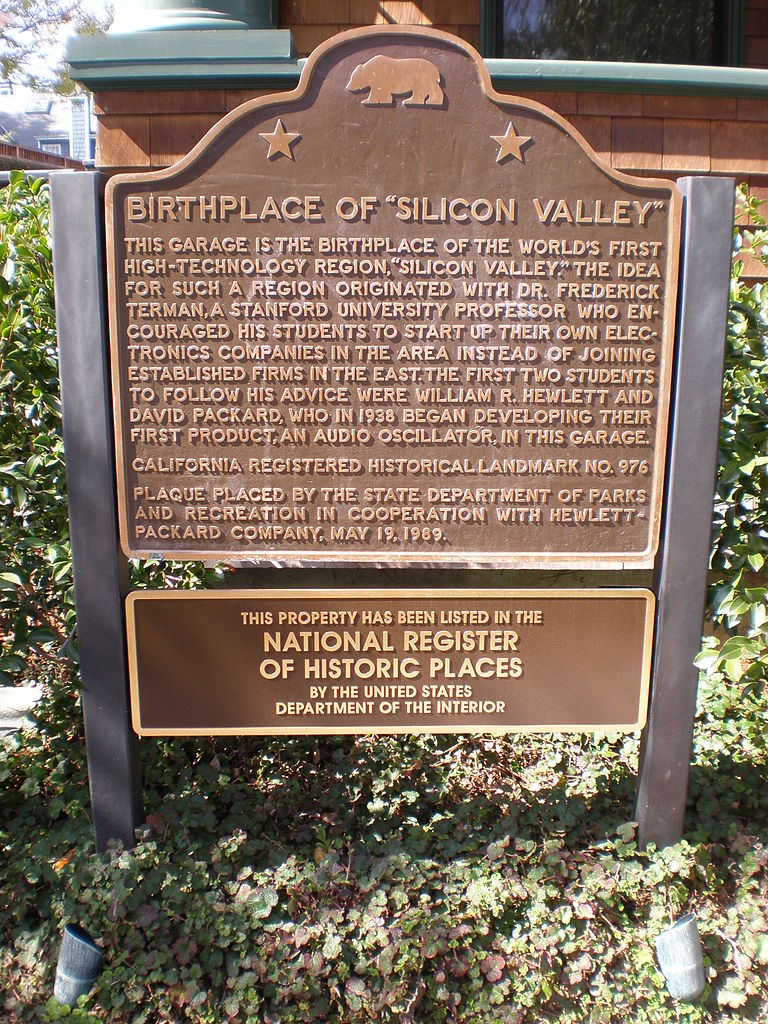 BIRTHPLACE OF "SILICON VALLEY"
THIS GARAGE IS THE BIRTHPLACE OF THE WORLD'S FIRST
HIGH-TECHNOLOGY REGION, "SILICON VALLEY." THE IDEA
FOR SUCH A REGION ORIGINATED WITH DR. FREDERICK
TERMAN, A STANFORD UNIVERSITY PROFESSOR WHO EN-
COURAGED HIS STUDENTS TO START UP THEIR OWN ELEC-
TRONICS COMPANIES IN THE AREA INSTEAD OF JOINING
ESTABLISHED FIRMS IN THE EAST. THE FIRST TWO STUDENTS
TO FOLLOW HIS ADVICE WERE WILLIAM R. HEWLETT AND
DAVID PACKARD, WHO IN 1938 BEGAN DEVELOPING THEIR
FIRST PRODUCT, AN AUDIO OSCILLATOR, IN THIS GARAGE.
CALIFORNIA REGISTERED HISTORICAL LANDMARK NO. 976
PLAQUE PLACED BY THE STATE DEPARTMENT OF PARKS
AND RECREATION IN COOPERATION WITH HEWLETT-
PACKARD COMPANY, MAY 19, 1989.
THIS PROPERTY HAS BEEN LISTED IN THE
NATIONAL REGISTER
OF HISTORIC PLACES
BY THE UNITED STATES
DEPARTMENT OF THE INTERIOR